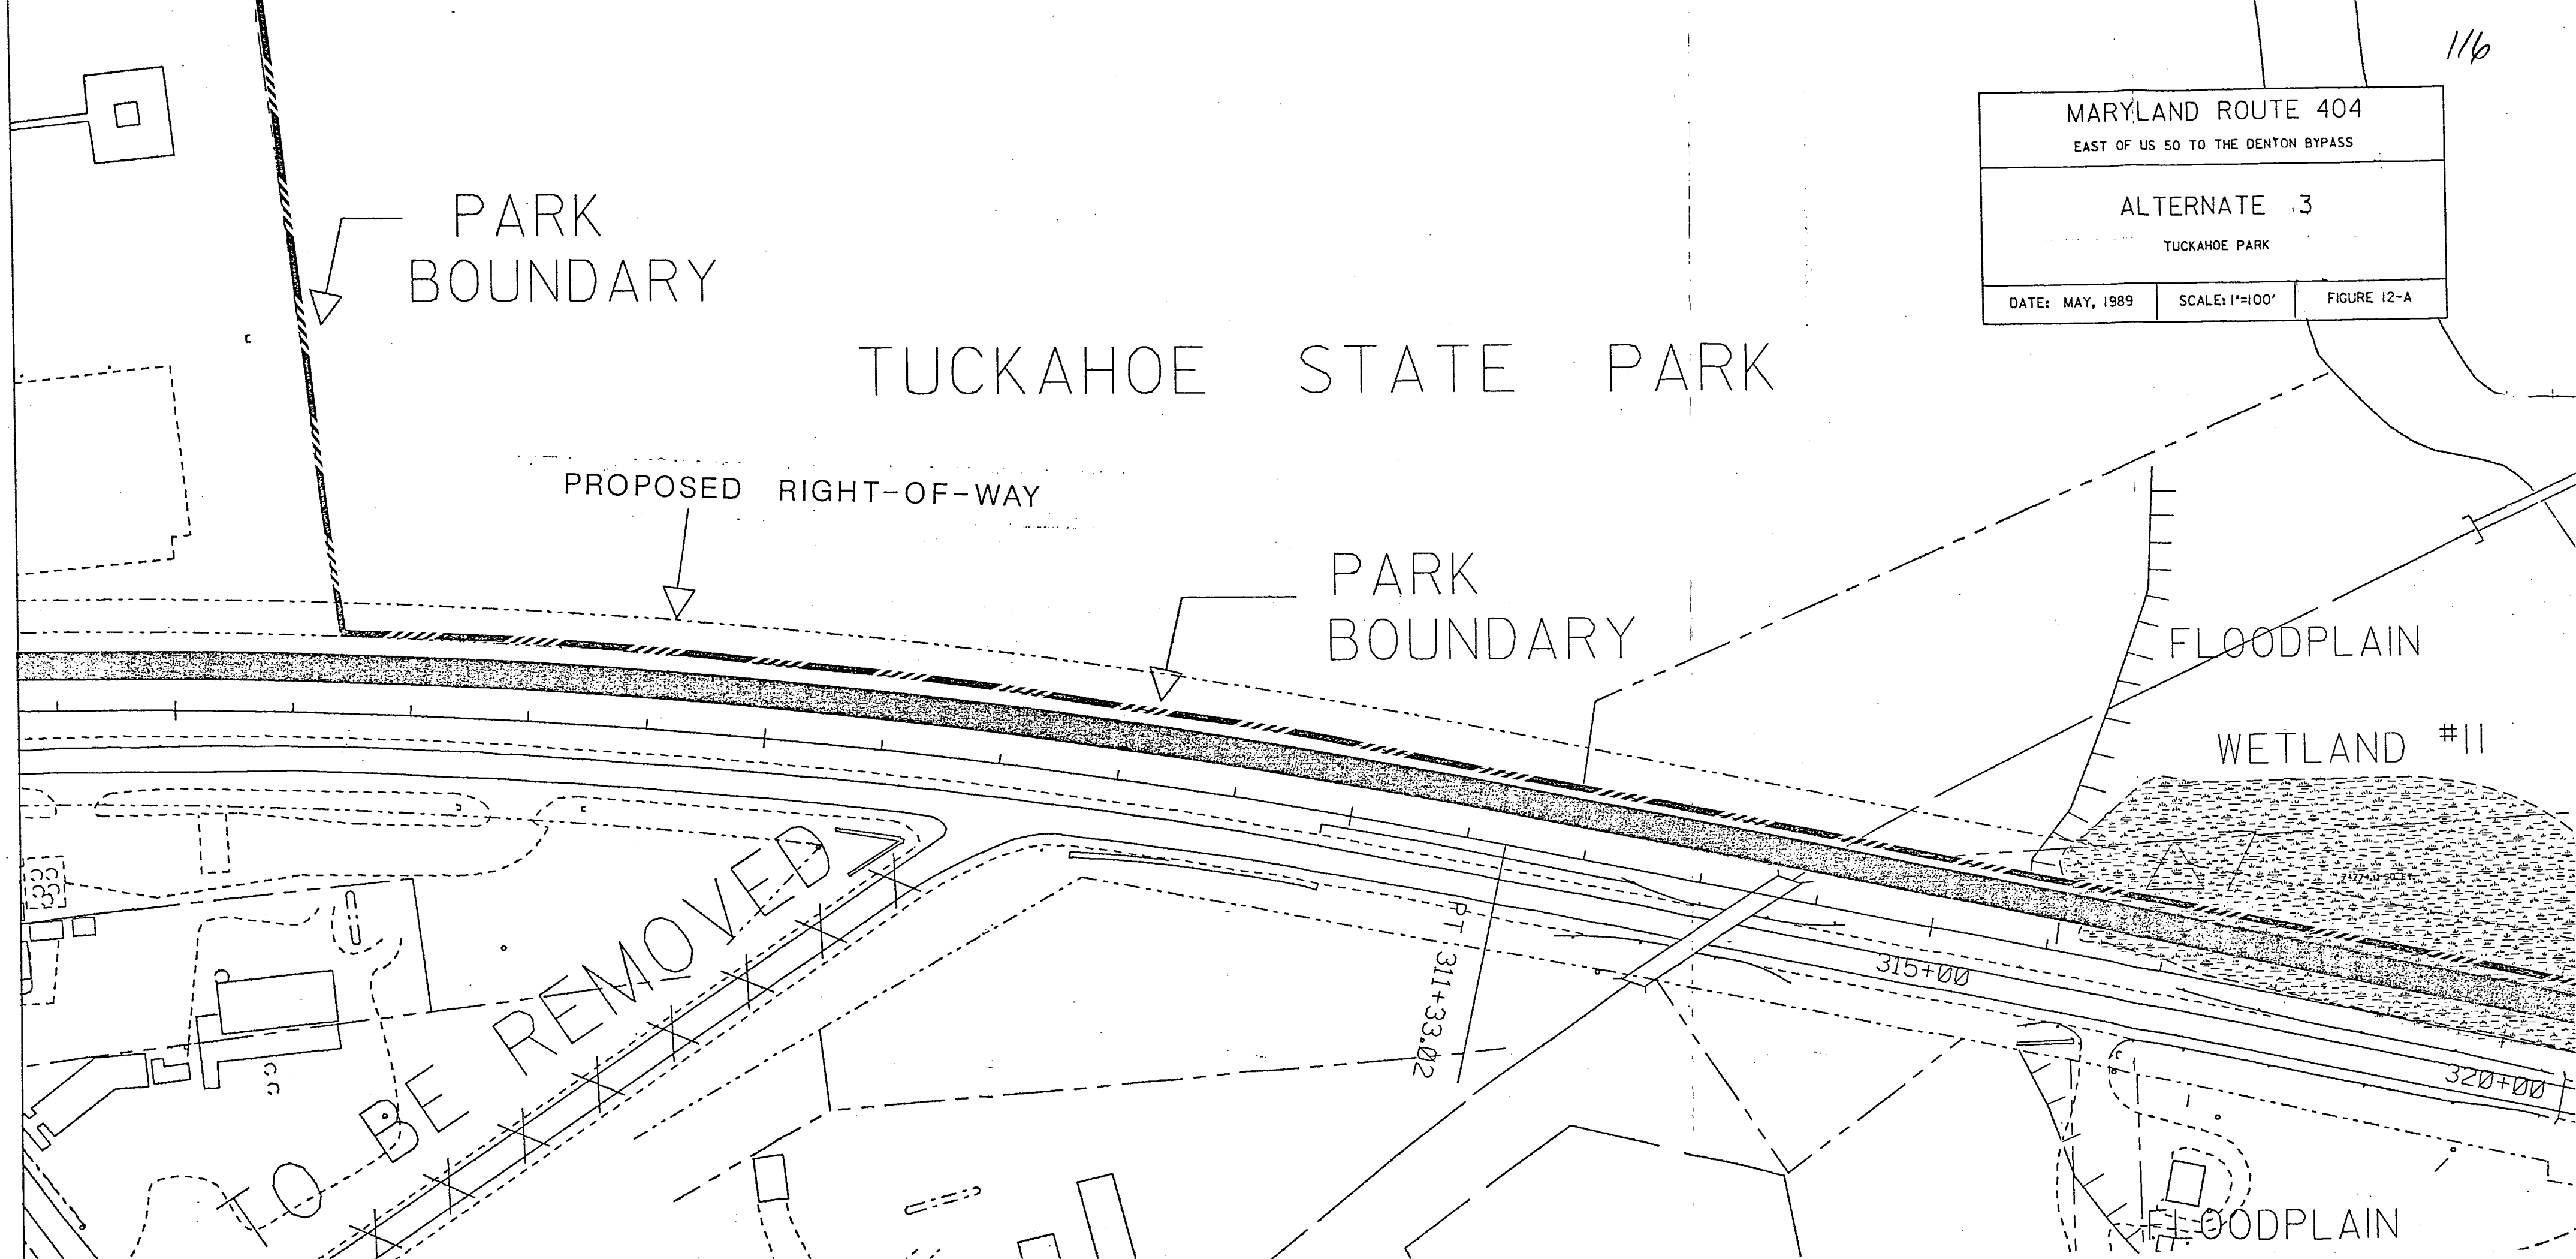 116
MARYLAND ROUTE 404
EAST OF US 50 TO THE DENTON BYPASS
ALTERNATE 3
TUCKAHOE PARK
DATE: MAY, 1989
SCALE: 1"=100'
FIGURE 12-A
PARK
BOUNDARY
TUCKAHOE STATE PARK
PROPOSED RIGHT-OF-WAY
PARK
BOUNDARY
FLOODPLAIN
WETLAND #11
TO BE REMOVED
PT 311+33.02
315+00
320+00
FLOODPLAIN